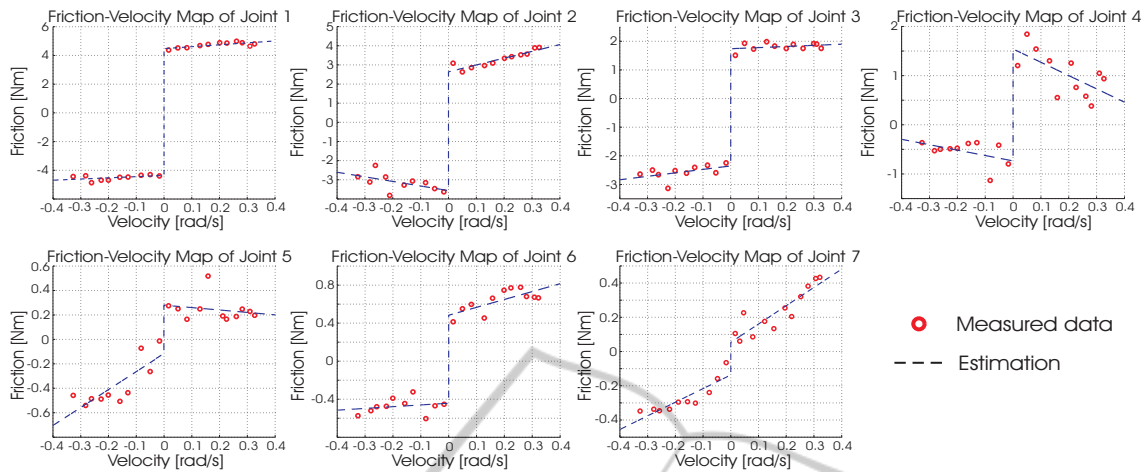 Friction-Velocity Map of Joint 1
Friction [Nm]
6
4
2
0
-2
-4
-0.4 -0.3 -0.2 -0.1 0 0.1 0.2 0.3 0.4
Velocity [rad/s]
Friction-Velocity Map of Joint 2
Friction [Nm]
5
4
3
2
1
0
-1
-2
-3
-0.4 -0.3 -0.2 -0.1 0 0.1 0.2 0.3 0.4
Velocity [rad/s]
Friction-Velocity Map of Joint 3
Friction [Nm]
2
1
0
-1
-2
-3
-0.4 -0.3 -0.2 -0.1 0 0.1 0.2 0.3 0.4
Velocity [rad/s]
Friction-Velocity Map of Joint 4
Friction [Nm]
2
1
0
-1
-0.4 -0.3 -0.2 -0.1 0 0.1 0.2 0.3 0.4
Velocity [rad/s]
Friction-Velocity Map of Joint 5
Friction [Nm]
0.6
0.4
0.2
0
-0.2
-0.4
-0.6
-0.4 -0.3 -0.2 -0.1 0 0.1 0.2 0.3 0.4
Velocity [rad/s]
Friction-Velocity Map of Joint 6
Friction [Nm]
0.8
0.4
0
-0.4
-0.4 -0.3 -0.2 -0.1 0 0.1 0.2 0.3 0.4
Velocity [rad/s]
Friction-Velocity Map of Joint 7
Friction [Nm]
0.4
0.2
0
-0.2
-0.4
-0.4 -0.3 -0.2 -0.1 0 0.1 0.2 0.3 0.4
Velocity [rad/s]
Measured data
Estimation